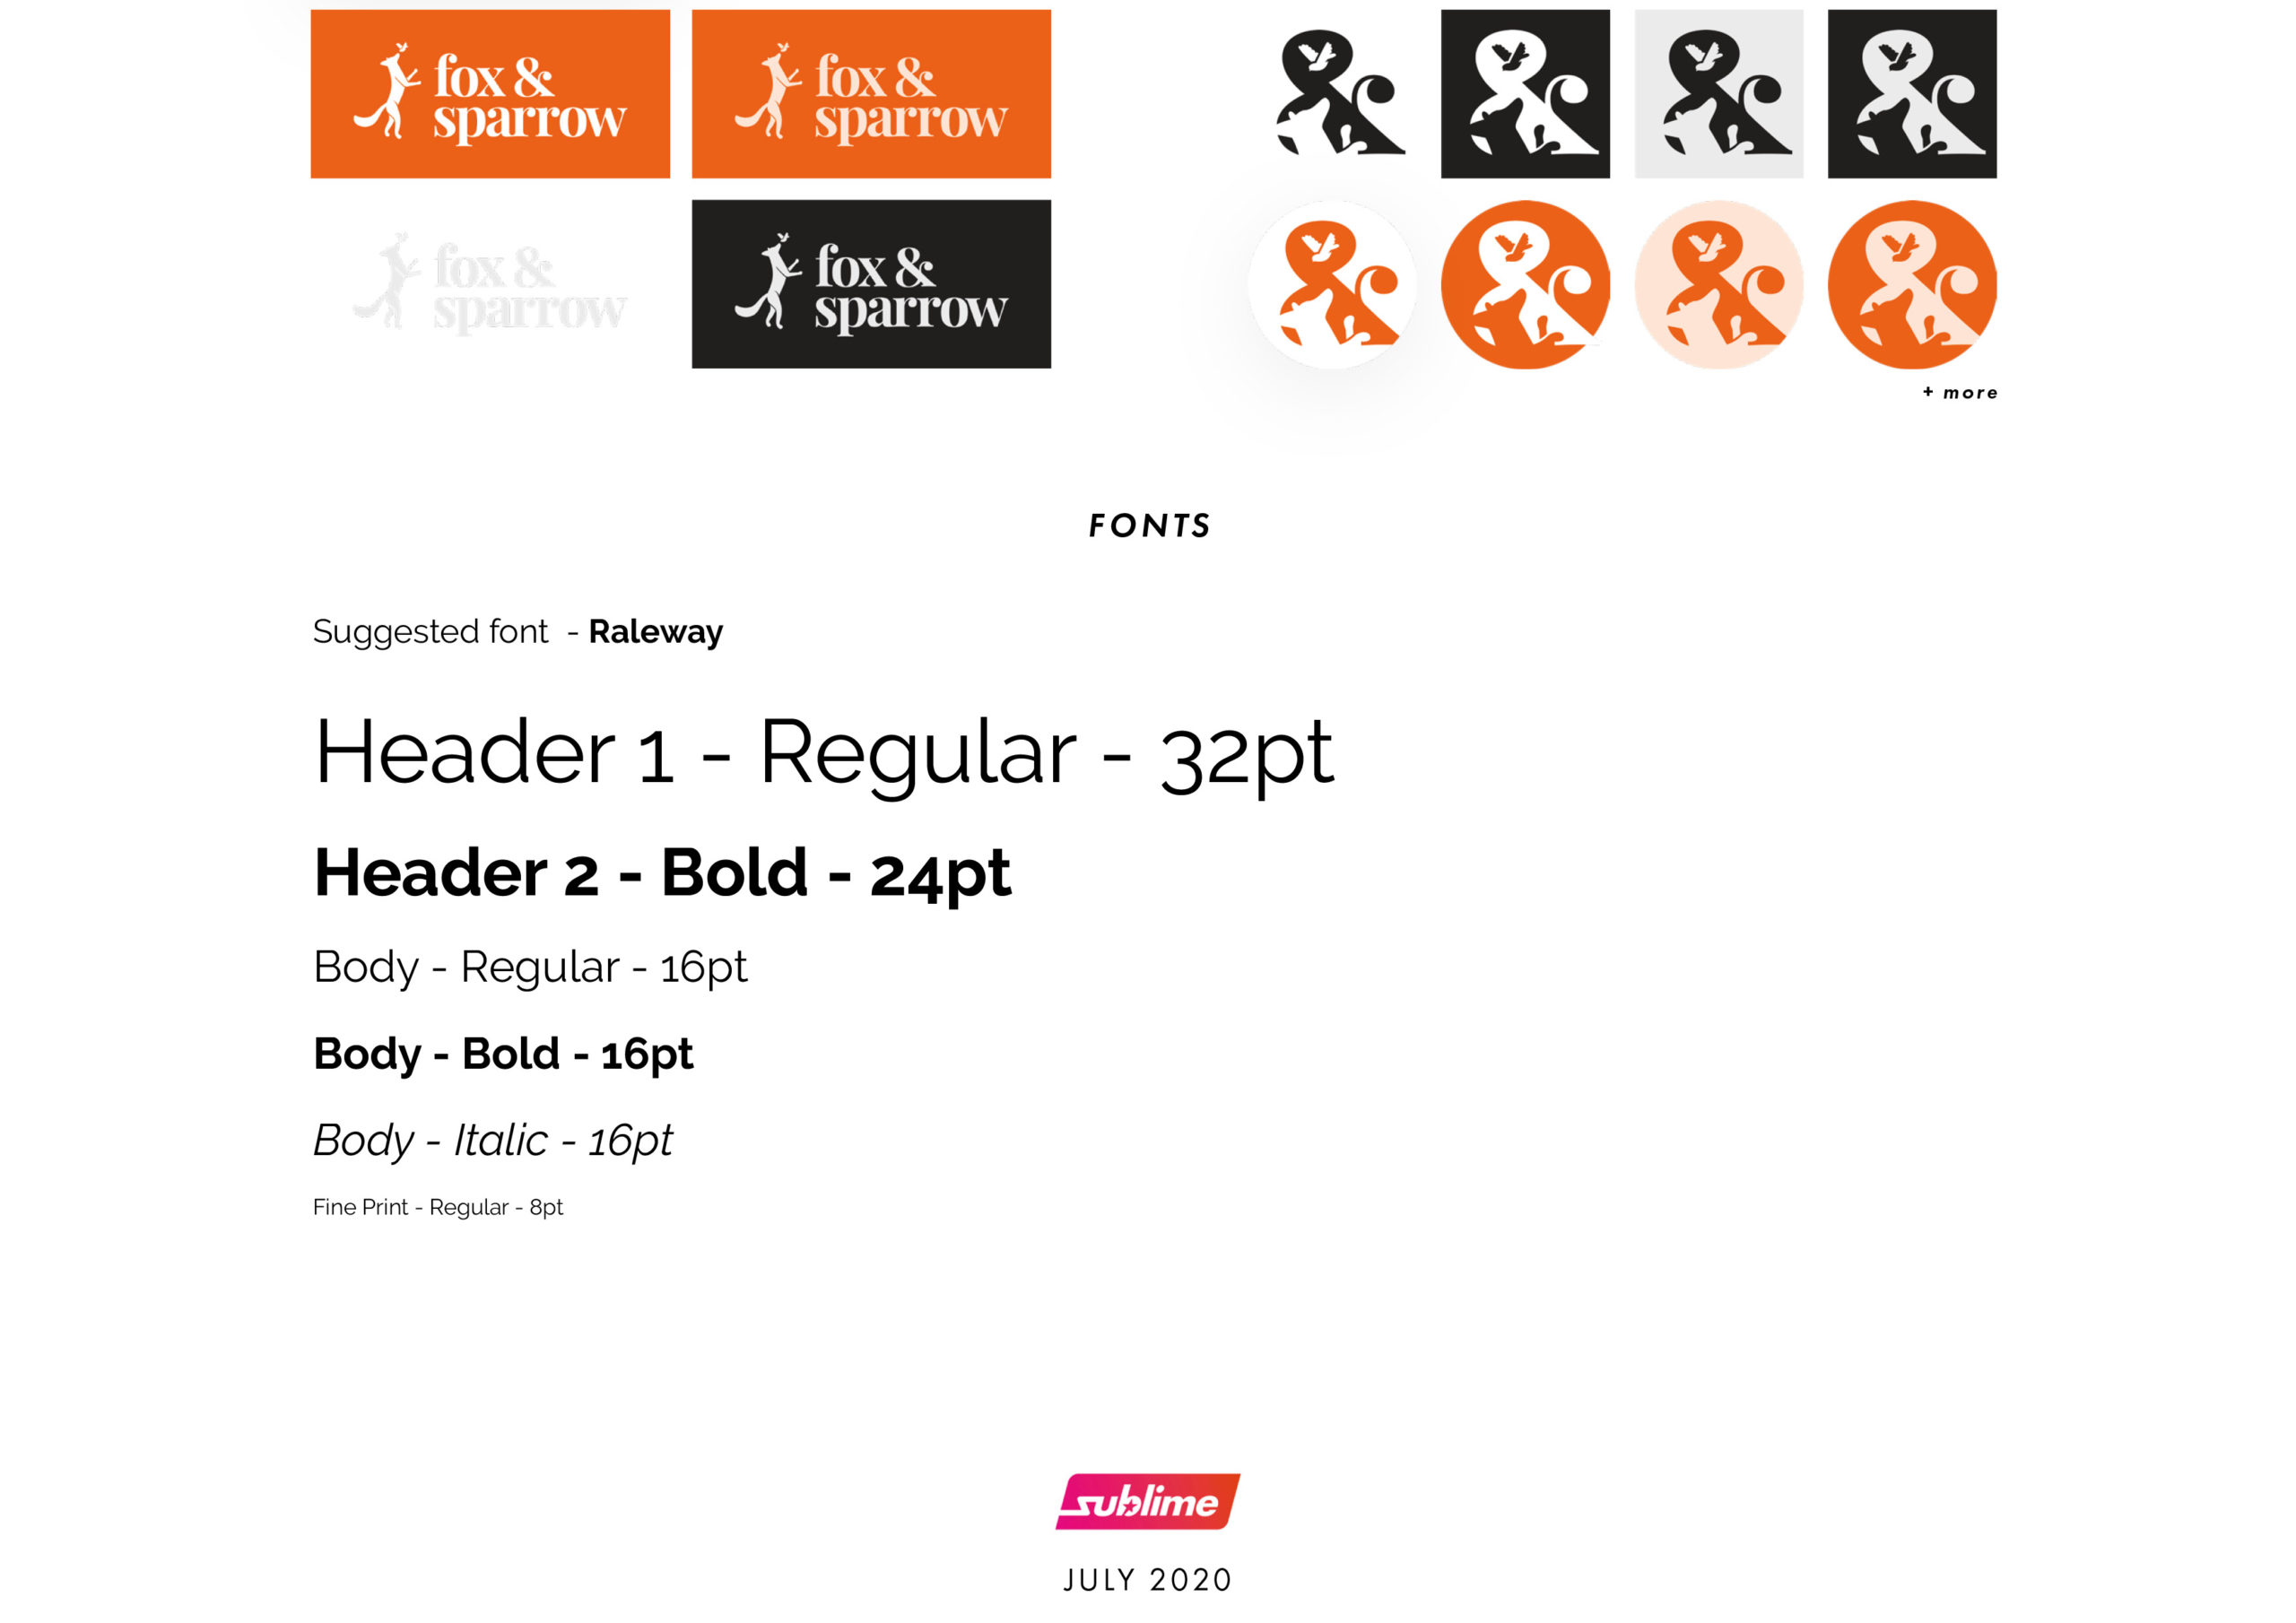 fox &
sparrow
fox &
sparrow
fox &
sparrow
fox &
sparrow
&
&
&
&
&
&
&
&
+ more
FONTS
Suggested font - Raleway
Header 1 - Regular - 32pt
Header 2 - Bold - 24pt
Body - Regular - 16pt
Body - Bold - 16pt
Body - Italic - 16pt
Fine Print - Regular - 8pt
sublime
JULY 2020